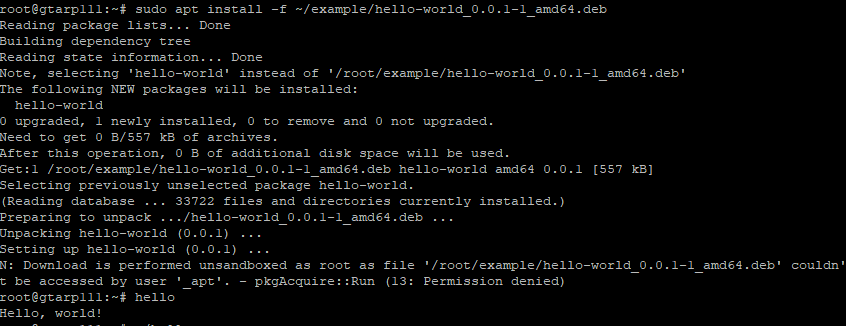 root@gtarp111:~# sudo apt install -f ~/example/hello-world_0.0.1-1_amd64.deb
Reading package lists... Done
Building dependency tree
Reading state information... Done
Note, selecting 'hello-world' instead of '/root/example/hello-world_0.0.1-1_amd64.deb'
The following NEW packages will be installed:
  hello-world
0 upgraded, 1 newly installed, 0 to remove and 0 not upgraded.
Need to get 0 B/557 kB of archives.
After this operation, 0 B of additional disk space will be used.
Get:1 /root/example/hello-world_0.0.1-1_amd64.deb hello-world amd64 0.0.1 [557 kB]
Selecting previously unselected package hello-world.
(Reading database ... 33722 files and directories currently installed.)
Preparing to unpack .../hello-world_0.0.1-1_amd64.deb ...
Unpacking hello-world (0.0.1) ...
Setting up hello-world (0.0.1) ...
N: Download is performed unsandboxed as root as file '/root/example/hello-world_0.0.1-1_amd64.deb' couldn'
t be accessed by user '_apt'. - pkgAcquire::Run (13: Permission denied)
root@gtarp111:~# hello
Hello, world!